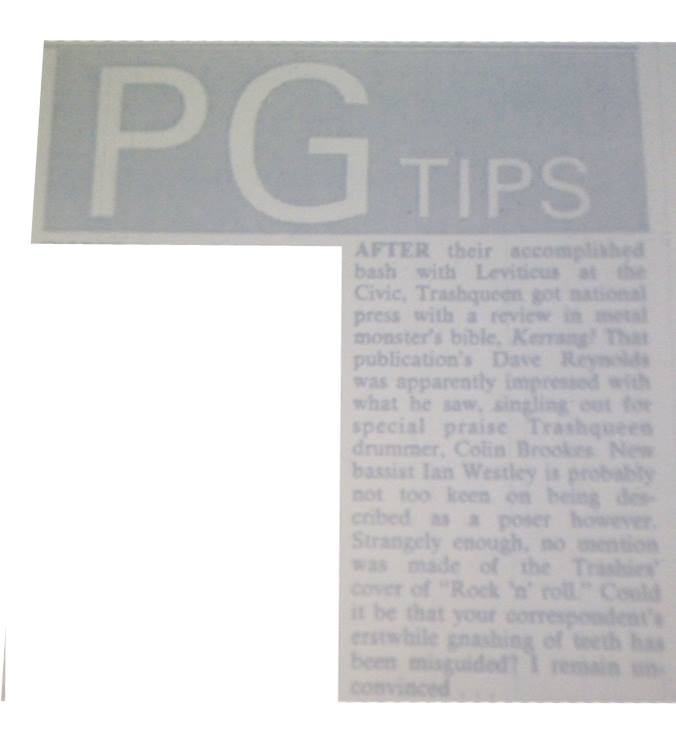 PG TIPS
AFTER their accomplished
bash with Leviticus at the
Civic, Trashqueen got national
press with a review in metal
monster's bible, Kerrang! That
publication's Dave Reynolds
was apparently impressed with
what he saw, singling out for
special praise Trashqueen
drummer, Colin Brookes. New
bassist Ian Westley is probably
not too keen on being des-
cribed as a poser however.
Strangely enough, no mention
was made of the Trashies'
cover of "Rock 'n' roll." Could
it be that your correspondent's
erstwhile gnashing of teeth has
been misguided? I remain un-
convinced . . .